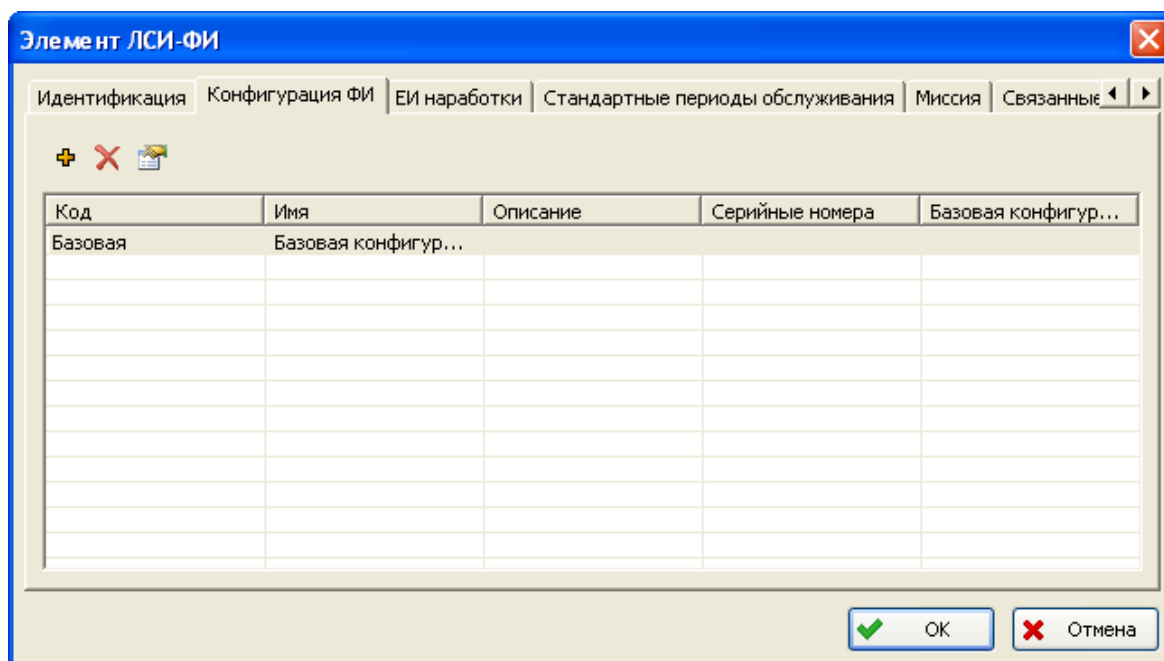 Элемент ЛСИ-ФИ
Идентификация Конфигурация ФИ ЕИ наработки Стандартные периоды обслуживания Миссия Связанные
Код Имя Описание Серийные номера Базовая конфигур...
Базовая Базовая конфигур...
ОК Отмена